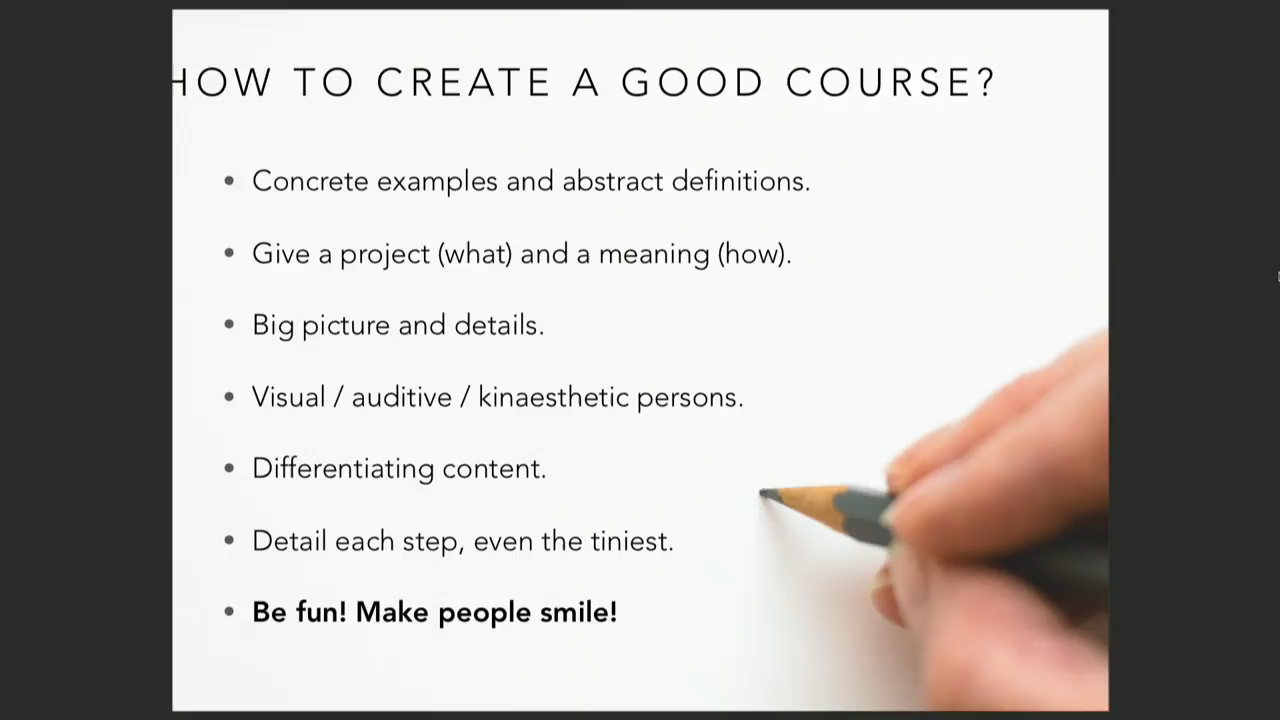 HOW TO CREATE A GOOD COURSE?
• Concrete examples and abstract definitions.
• Give a project (what) and a meaning (how).
• Big picture and details.
• Visual / auditive / kinaesthetic persons.
• Differentiating content.
• Detail each step, even the tiniest.
• Be fun! Make people smile!